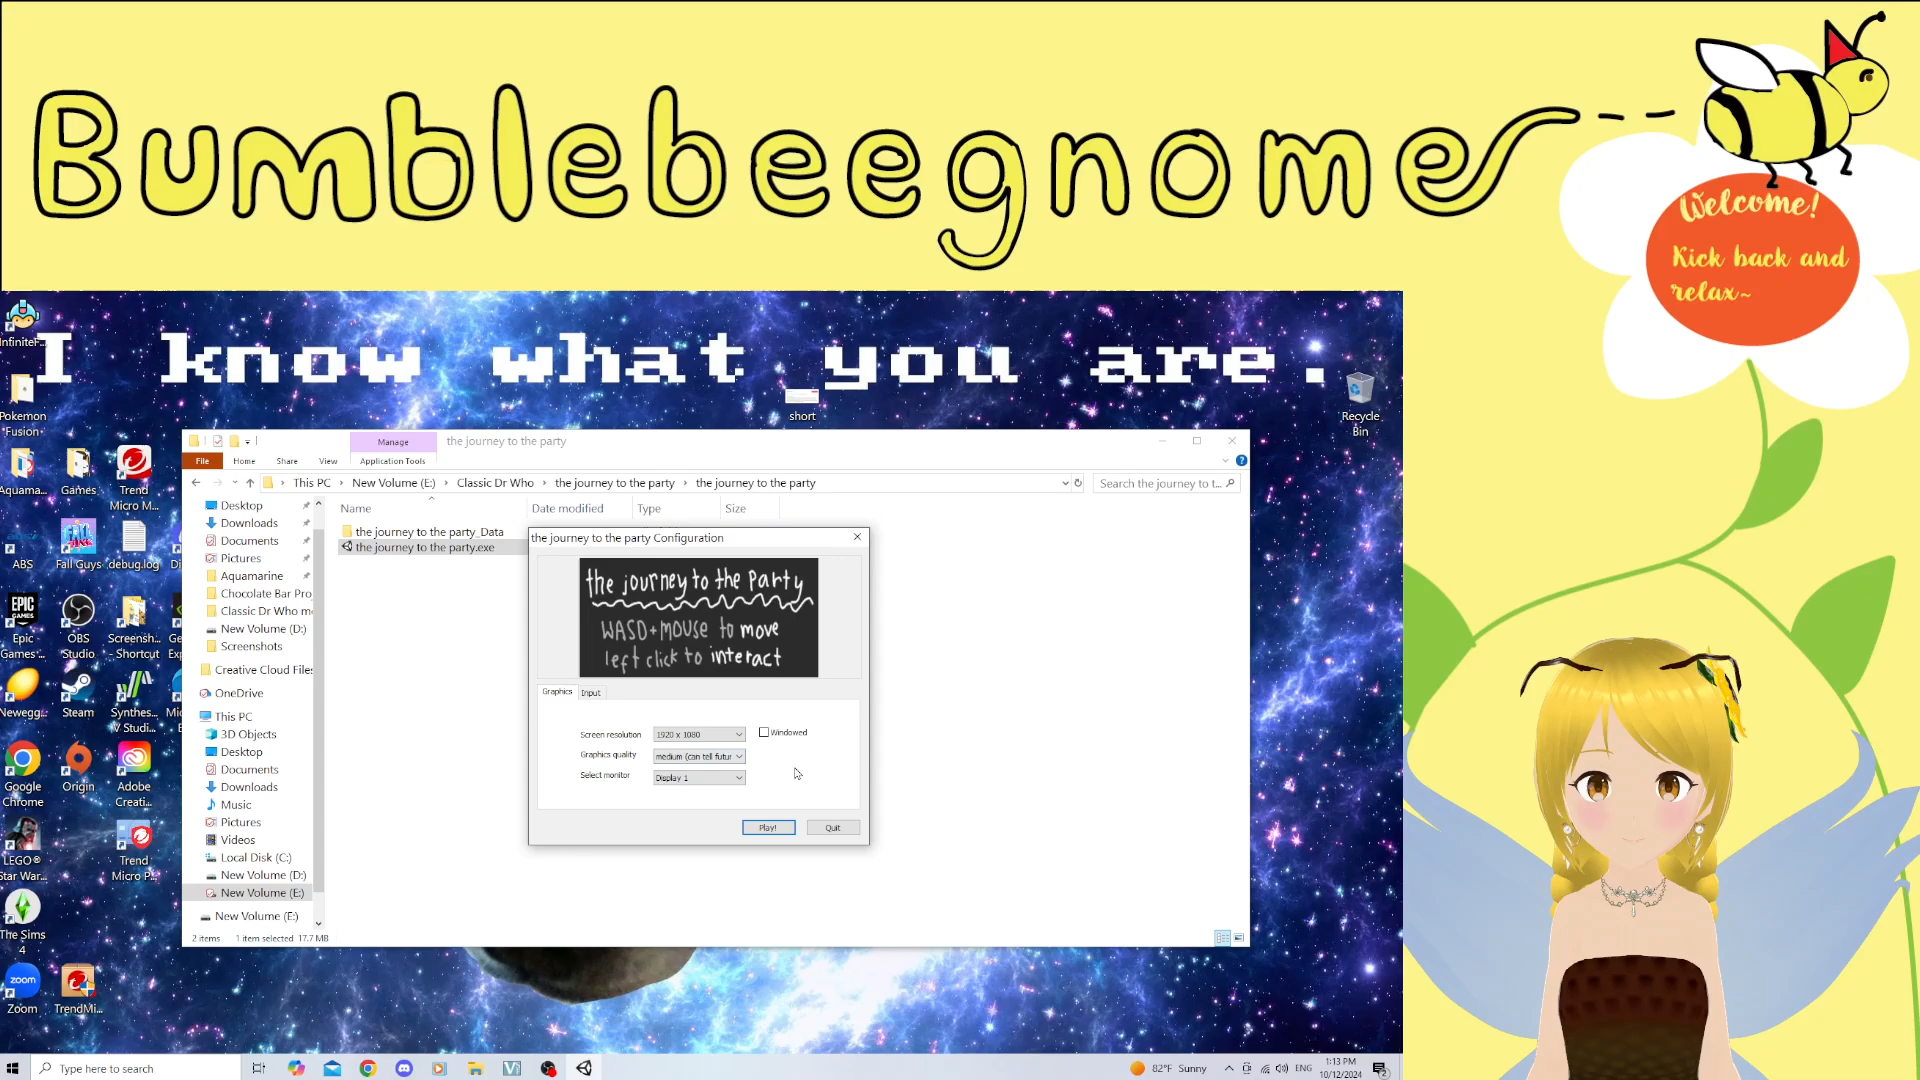 Bumblebeegnome
Welcome!
Kick back and
relax~
I know what you are.
InfiniteF...
short
Recycle
Bin
Pokemon
Fusion
Aquama...
Games
Trend
Micro M...
ABS
Fall Guys
debug.log
Epic
Games ...
OBS
Studio
Screensh...
- Shortcut
Newegg...
Steam
Synthes...
V Studi...
Google
Chrome
Origin
Adobe
Creati...
LEGO®
Star War...
Trend
Micro P...
The Sims
4
Zoom
TrendMi...
Manage
the journey to the party
File
Home
Share
View
Application Tools
This PC
New Volume (E:)
Classic Dr Who
the journey to the party
the journey to the party
Search the journey to t...
Name
Date modified
Type
Size
Desktop
Downloads
Documents
Pictures
Aquamarine
Chocolate Bar Pro
Classic Dr Who m
New Volume (D:)
Screenshots
Creative Cloud Files
OneDrive
This PC
3D Objects
Desktop
Documents
Downloads
Music
Pictures
Videos
Local Disk (C:)
New Volume (D:)
New Volume (E:)
New Volume (E:)
the journey to the party_Data
the journey to the party.exe
2 items
1 item selected 17.7 MB
the journey to the party Configuration
the journey to the party
WASD+MOUSE to move
left click to interact
Graphics
Input
Screen resolution
1920 x 1080
Windowed
Graphics quality
medium (can tell futur
Select monitor
Display 1
Play!
Quit
Type here to search
82°F Sunny
ENG
1:13 PM
10/12/2024
2